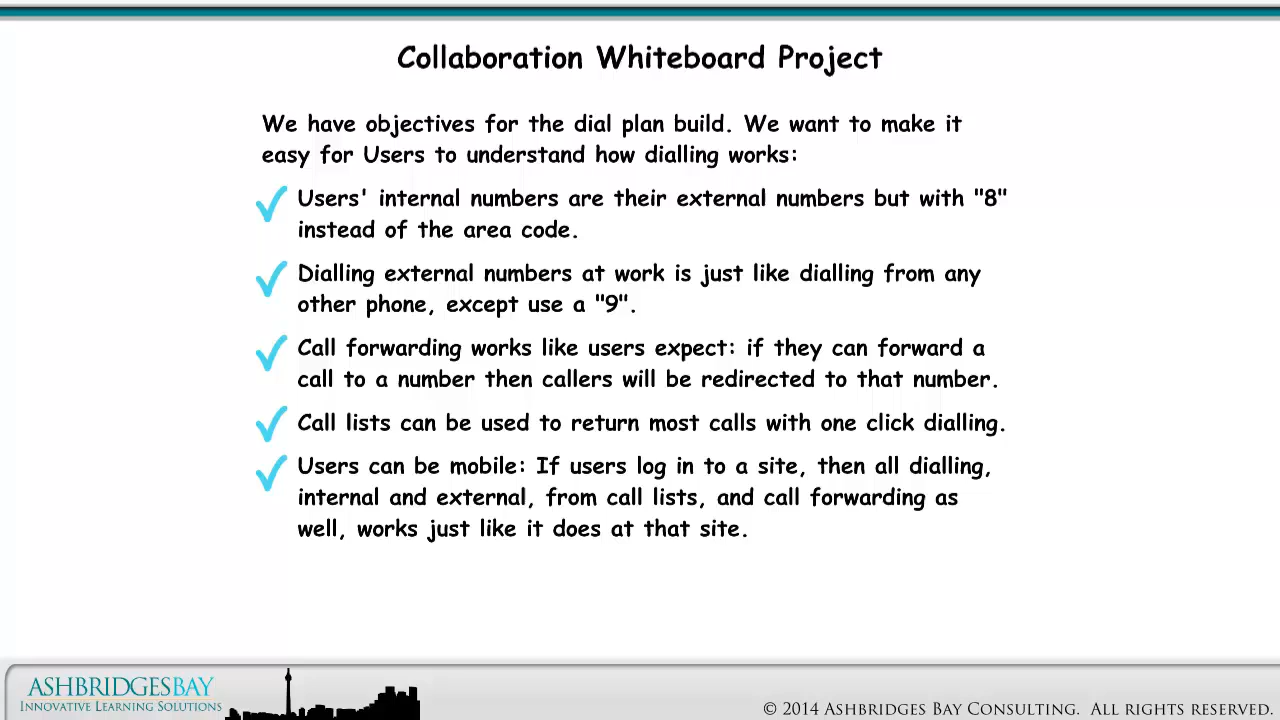 Collaboration Whiteboard Project
We have objectives for the dial plan build. We want to make it
easy for Users to understand how dialling works:
Users' internal numbers are their external numbers but with "8"
instead of the area code.
Dialling external numbers at work is just like dialling from any
other phone, except use a "9".
Call forwarding works like users expect: if they can forward a
call to a number then callers will be redirected to that number.
Call lists can be used to return most calls with one click dialling.
Users can be mobile: If users log in to a site, then all dialling,
internal and external, from call lists, and call forwarding as
well, works just like it does at that site.
ASHBRIDGESBAY
INNOVATIVE LEARNING SOLUTIONS
© 2014 ASHBRIDGES BAY CONSULTING. ALL RIGHTS RESERVED.